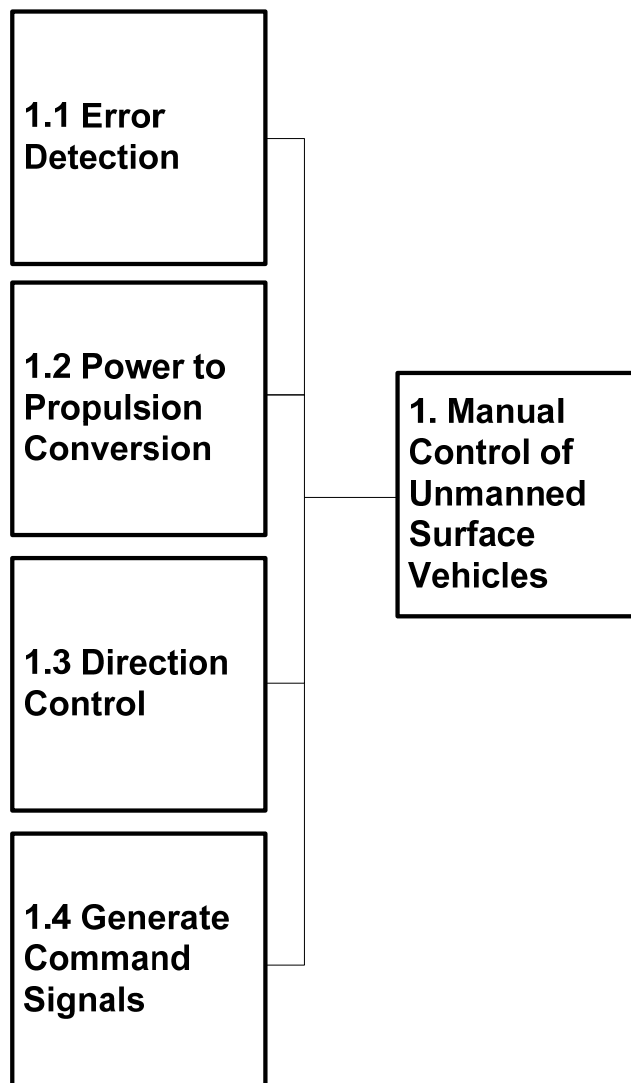 1.1 Error
Detection
1.2 Power to
Propulsion
Conversion
1. Manual
Control of
Unmanned
Surface
Vehicles
1.3 Direction
Control
1.4 Generate
Command
Signals